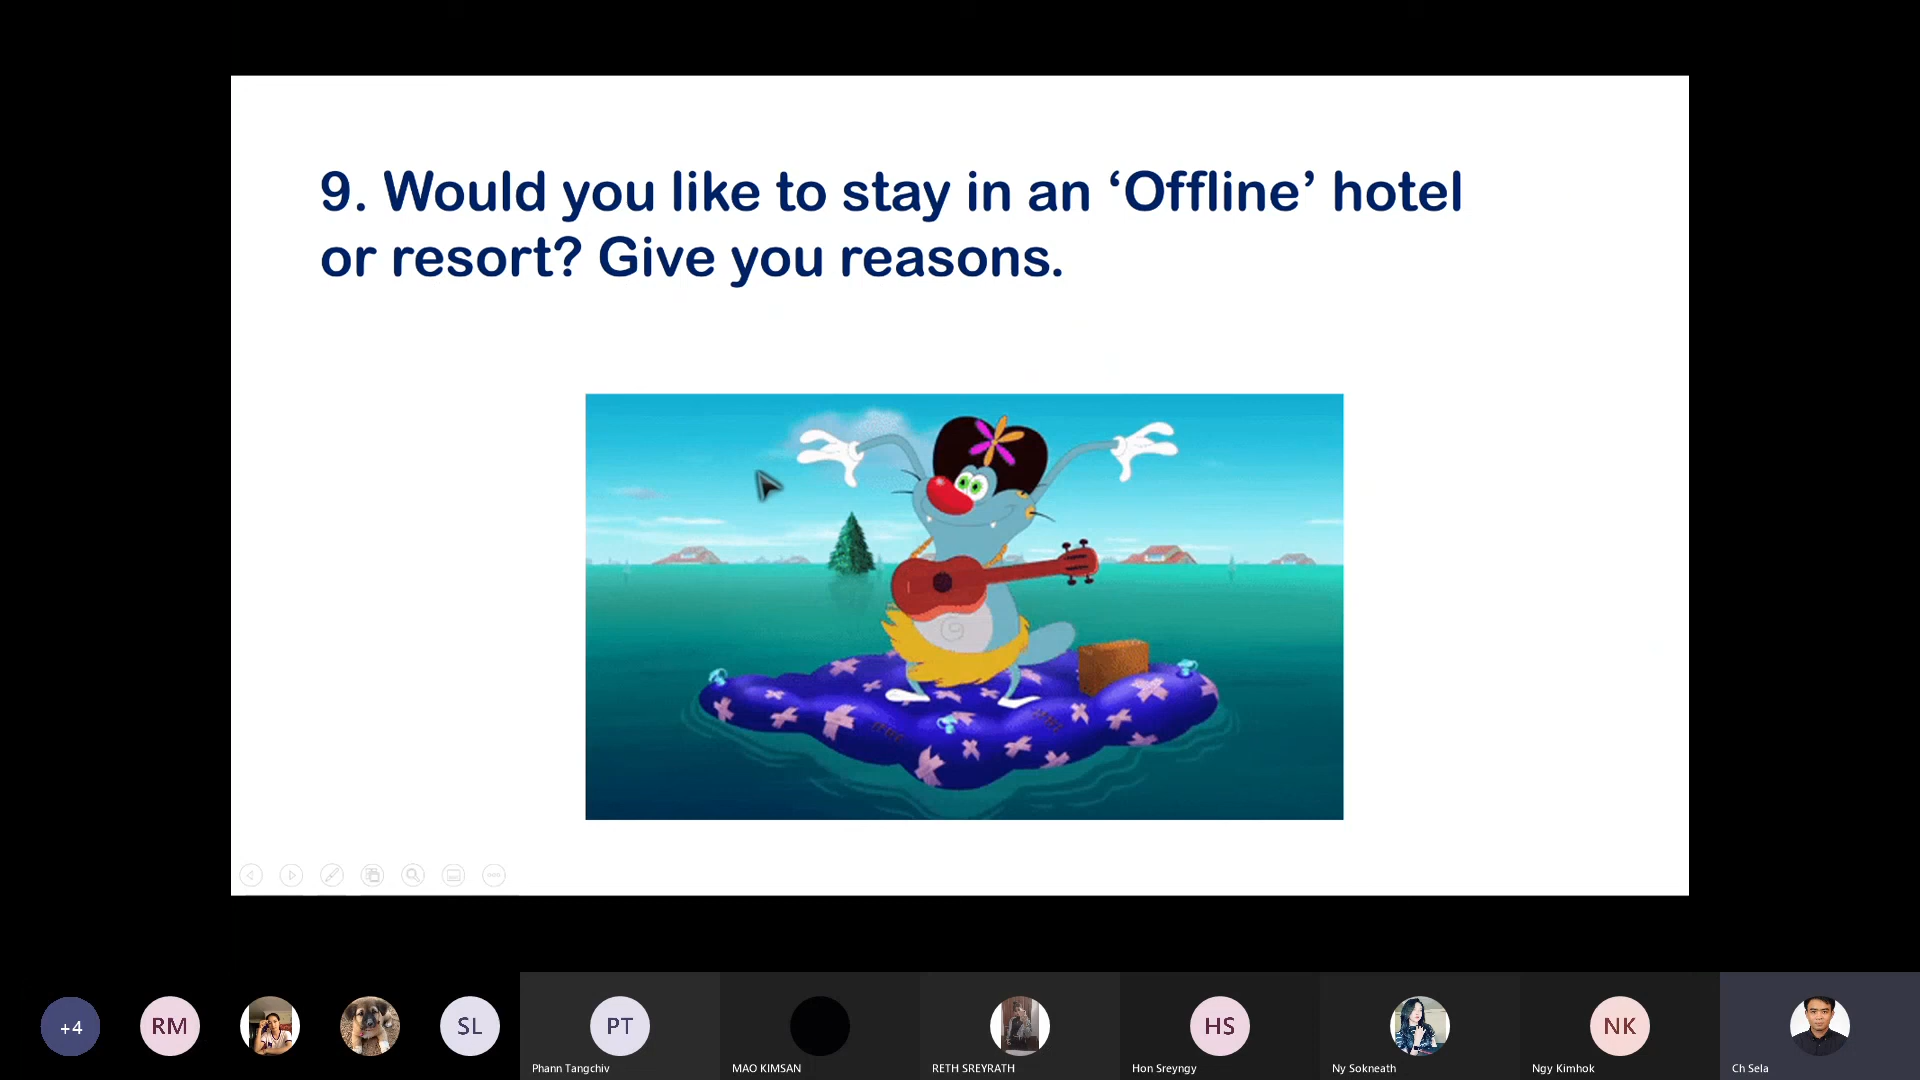 9. Would you like to stay in an ‘Offline’ hotel
or resort? Give you reasons.
+4
RM
SL
PT
HS
NK
Phann Tangchiv
MAO KIMSAN
RETH SREYRATH
Hon Sreyngy
Ny Sokneath
Ngy Kimhok
Ch Sela